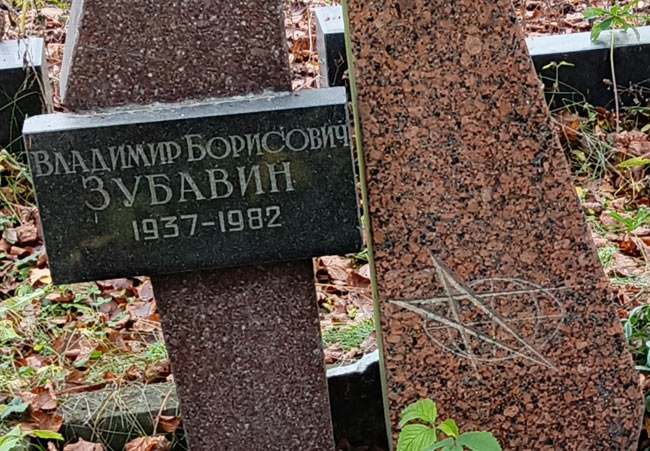 Владимир Борисович
Зубавин
1937-1982